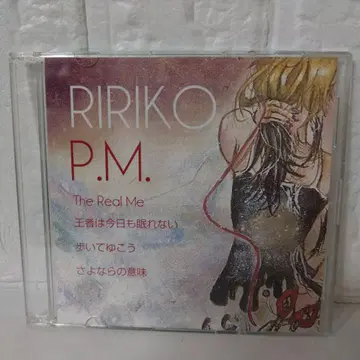 RIRIKO
P.M.
The Real Me
王者は今日も眠れない
歩いてゆこう
さよならの意味